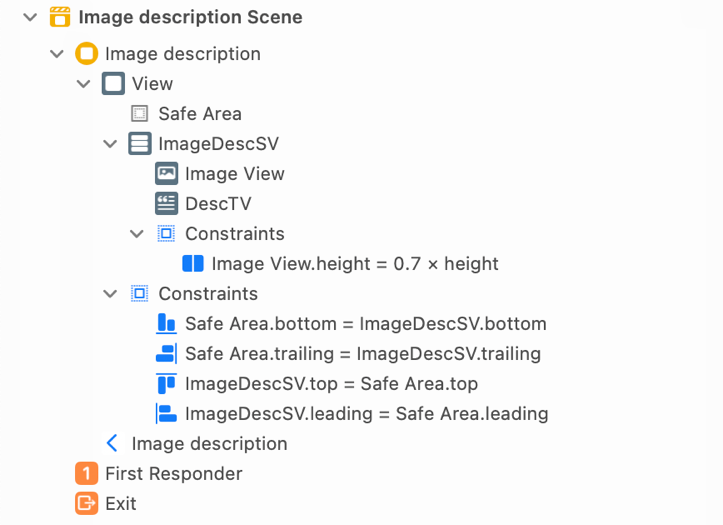 Image description Scene
Image description
View
Safe Area
ImageDescSV
Image View
DescTV
Constraints
Image View.height = 0.7 × height
Constraints
Safe Area.bottom = ImageDescSV.bottom
Safe Area.trailing = ImageDescSV.trailing
ImageDescSV.top = Safe Area.top
ImageDescSV.leading = Safe Area.leading
Image description
1 First Responder
Exit